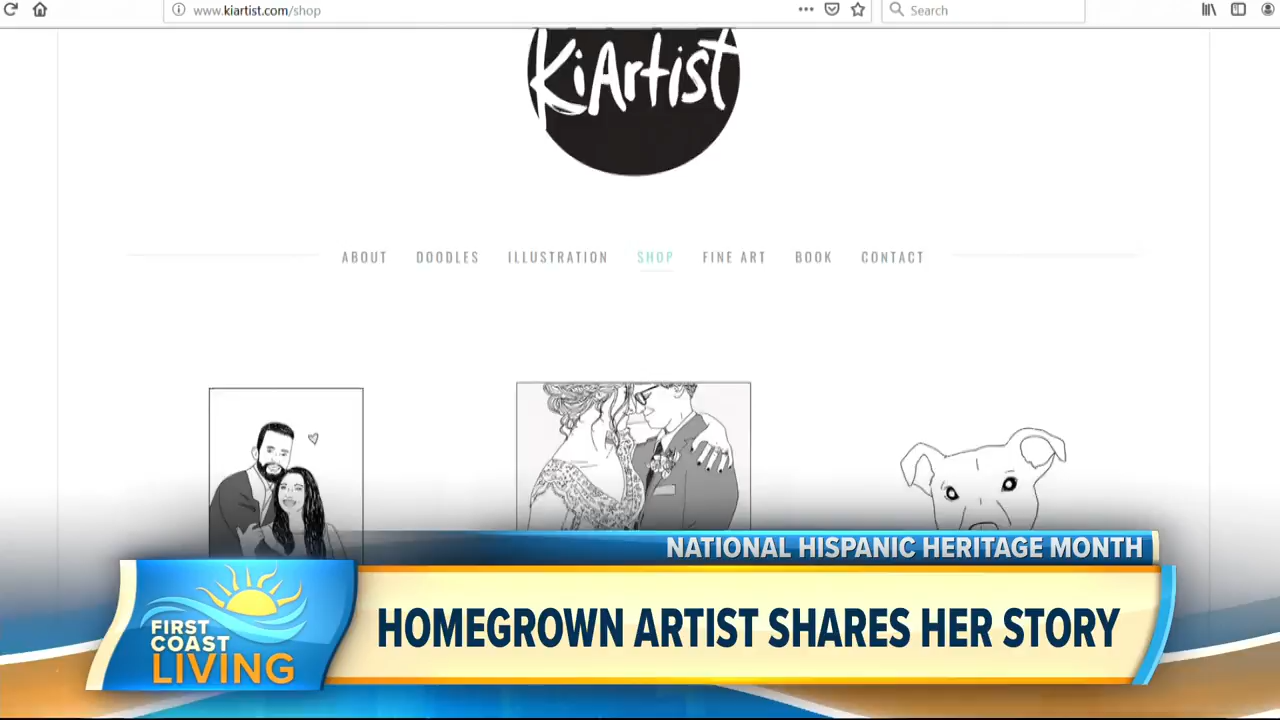 www.kiartist.com/shop
Search
KiArtist
ABOUT DOODLES ILLUSTRATION SHOP FINE ART BOOK CONTACT
NATIONAL HISPANIC HERITAGE MONTH
HOMEGROWN ARTIST SHARES HER STORY
FIRST
COAST
LIVING